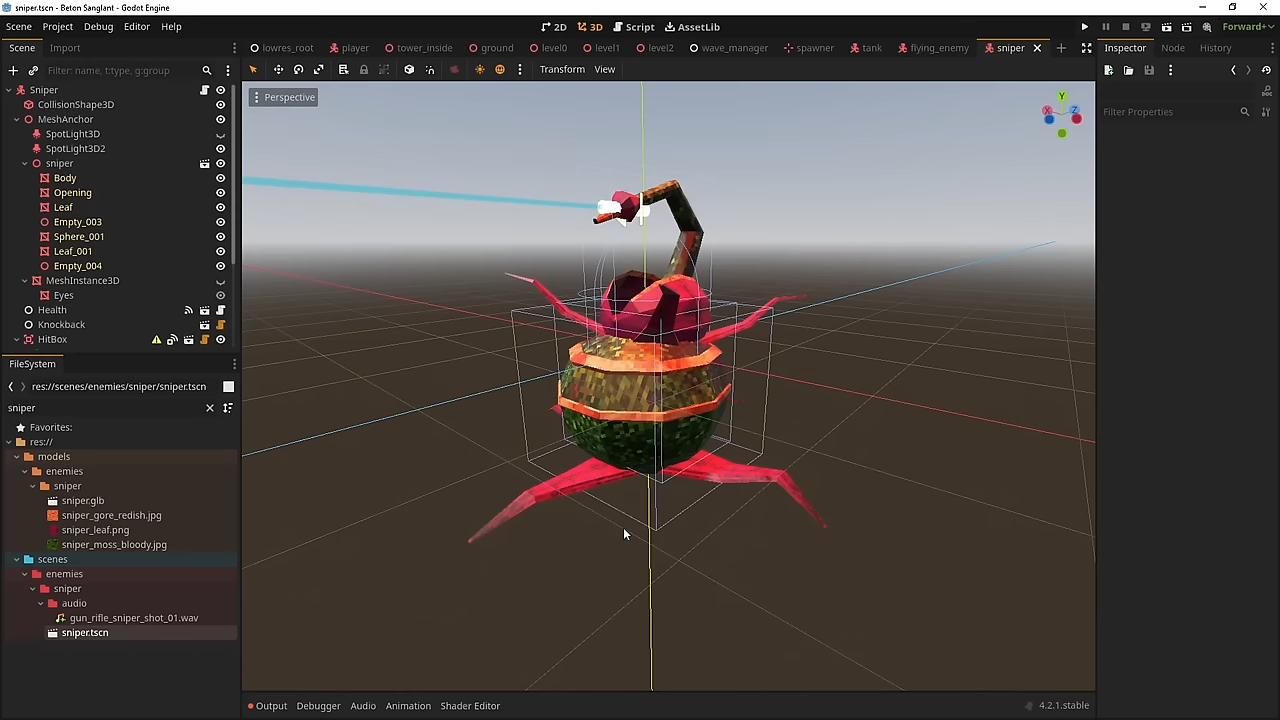 sniper.tscn - Beton Sanglant - Godot Engine
Scene Project Debug Editor Help
2D 3D Script AssetLib
Forward+
Scene Import
lowres_root player tower_inside ground level0 level1 level2 wave_manager spawner tank flying_enemy sniper
Inspector Node History
Filter: name, t:type, g:group
Transform View
Filter Properties
Perspective
Y
X
Z
Sniper
CollisionShape3D
MeshAnchor
SpotLight3D
SpotLight3D2
sniper
Body
Opening
Leaf
Empty_003
Sphere_001
Leaf_001
Empty_004
MeshInstance3D
Eyes
Health
Knockback
HitBox
FileSystem
res://scenes/enemies/sniper/sniper.tscn
sniper
Favorites:
res://
models
enemies
sniper
sniper.glb
sniper_gore_redish.jpg
sniper_leaf.png
sniper_moss_bloody.jpg
scenes
enemies
sniper
audio
gun_rifle_sniper_shot_01.wav
sniper.tscn
Output Debugger Audio Animation Shader Editor
4.2.1.stable